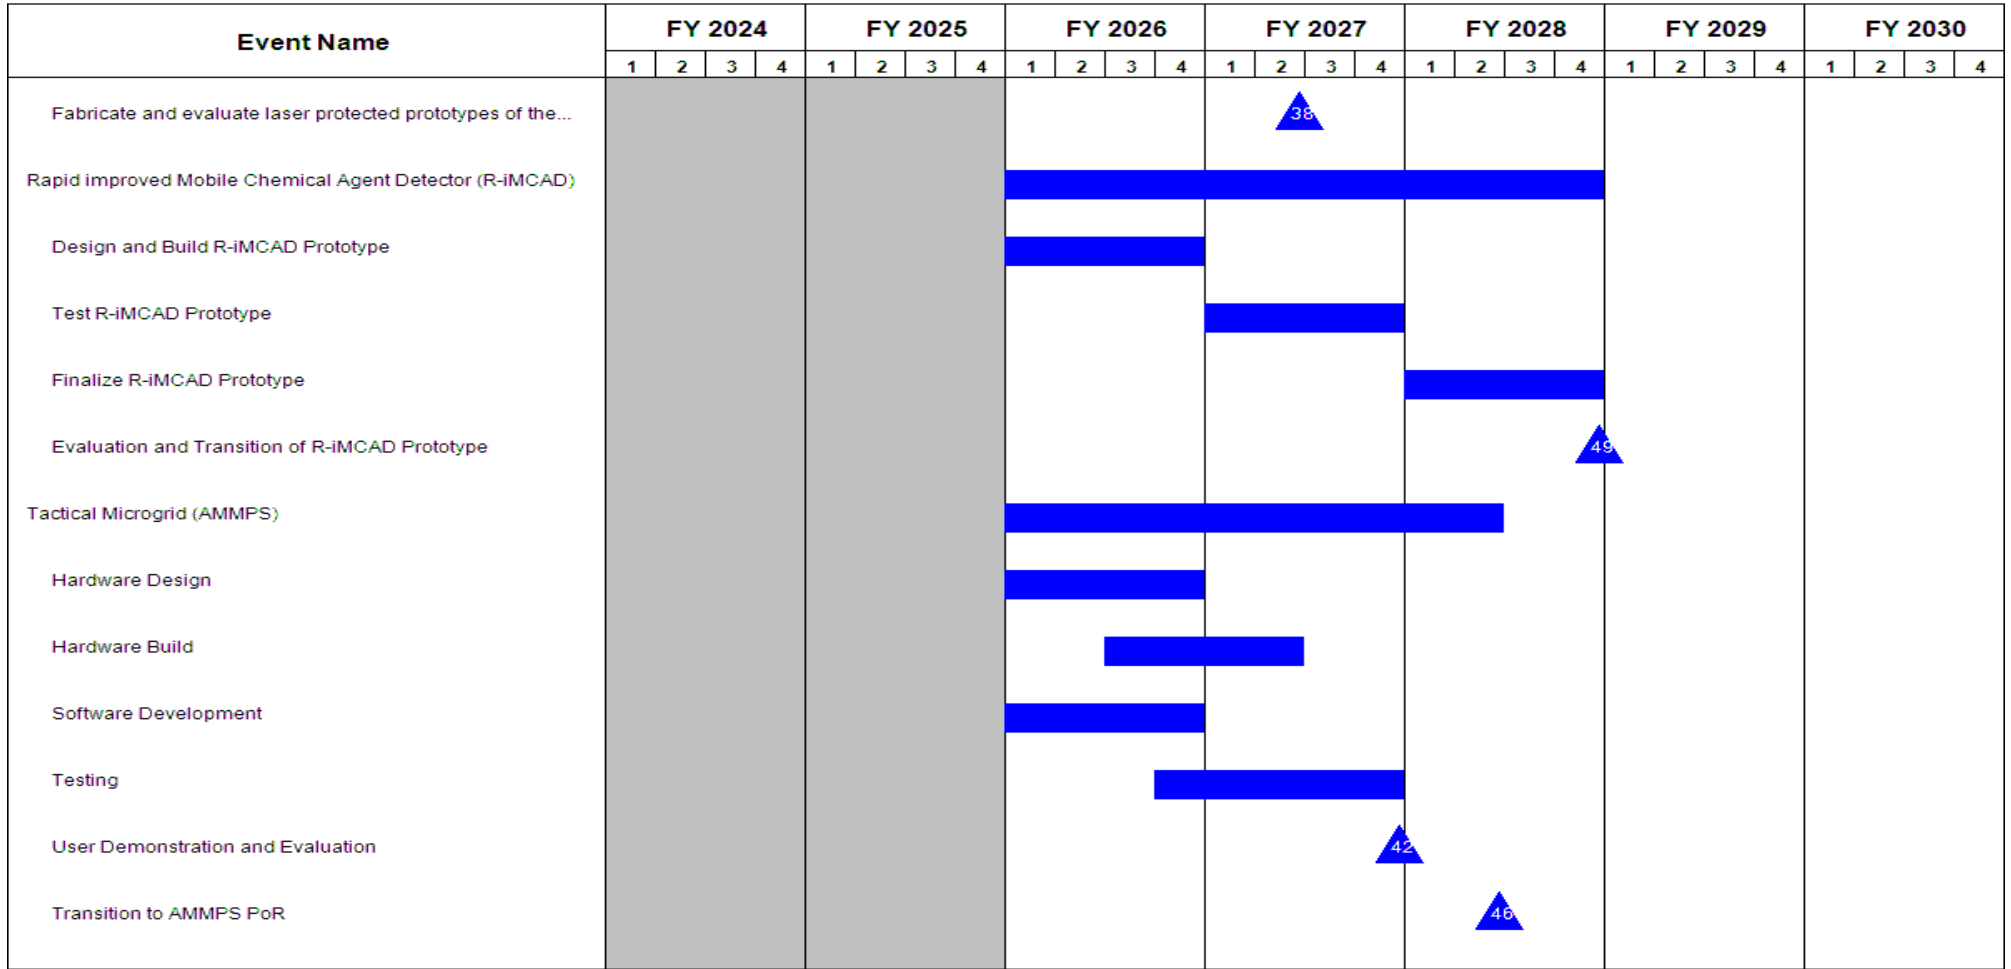 Event Name
FY 2024 FY 2025 FY 2026 FY 2027 FY 2028 FY 2029 FY 2030
1 2 3 4 1 2 3 4 1 2 3 4 1 2 3 4 1 2 3 4 1 2 3 4 1 2 3 4
Fabricate and evaluate laser protected prototypes of the...
38
Rapid improved Mobile Chemical Agent Detector (R-iMCAD)
Design and Build R-iMCAD Prototype
Test R-iMCAD Prototype
Finalize R-iMCAD Prototype
Evaluation and Transition of R-iMCAD Prototype
49
Tactical Microgrid (AMMPS)
Hardware Design
Hardware Build
Software Development
Testing
User Demonstration and Evaluation
42
Transition to AMMPS PoR
46